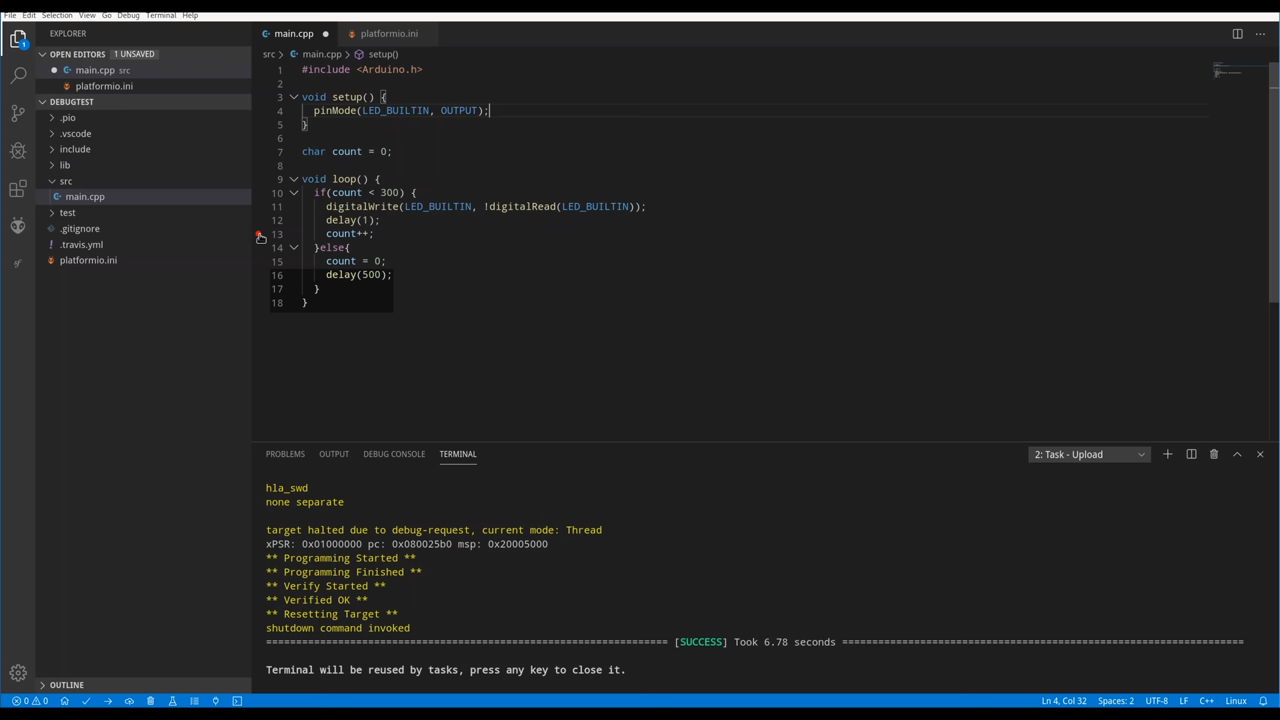 File Edit Selection View Go Debug Terminal Help
EXPLORER
OPEN EDITORS 1 UNSAVED
main.cpp src
platformio.ini
DEBUGTEST
.pio
.vscode
include
lib
src
main.cpp
test
.gitignore
.travis.yml
platformio.ini
OUTLINE
main.cpp platformio.ini
src > main.cpp > setup()
1 #include <Arduino.h>
2
3 void setup() {
4 pinMode(LED_BUILTIN, OUTPUT);
5 }
6
7 char count = 0;
8
9 void loop() {
10 if(count < 300) {
11 digitalWrite(LED_BUILTIN, !digitalRead(LED_BUILTIN));
12 delay(1);
13 count++;
14 }else{
15 count = 0;
16 delay(500);
17 }
18 }
PROBLEMS OUTPUT DEBUG CONSOLE TERMINAL 2: Task - Upload
hla_swd
none separate
target halted due to debug-request, current mode: Thread
xPSR: 0x01000000 pc: 0x080025b0 msp: 0x20005000
** Programming Started **
** Programming Finished **
** Verify Started **
** Verified OK **
** Resetting Target **
shutdown command invoked
=================================================================== [SUCCESS] Took 6.78 seconds ===================================================================
Terminal will be reused by tasks, press any key to close it.
1
0 0 Ln 4, Col 32 Spaces: 2 UTF-8 LF C++ Linux